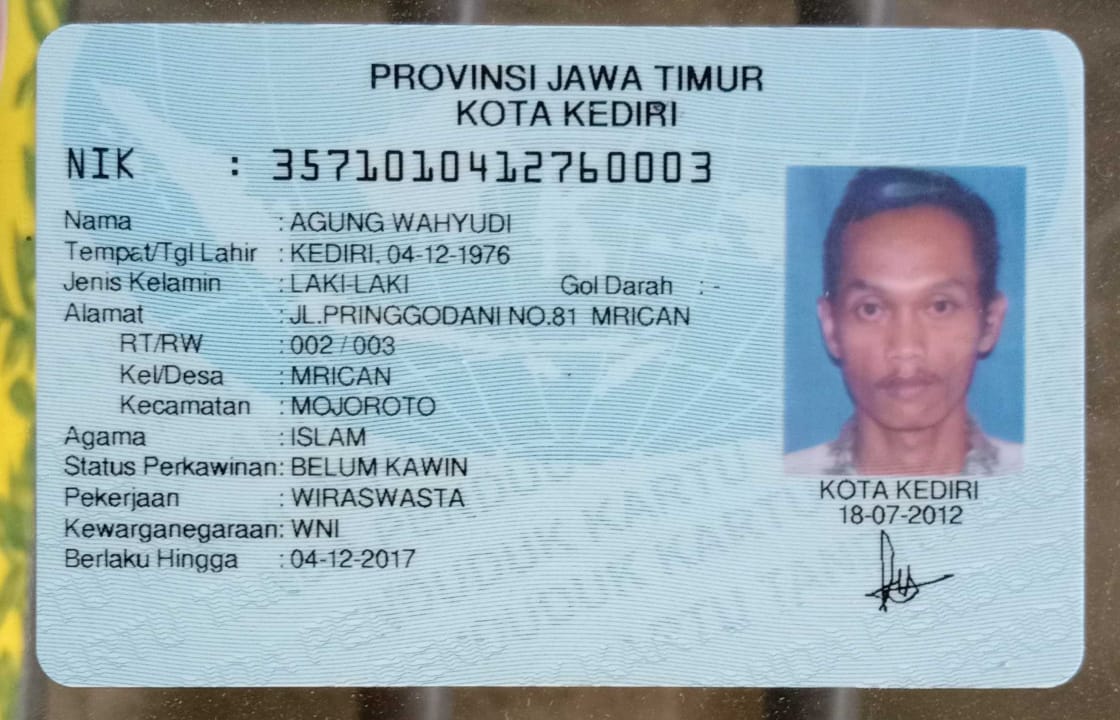 PROVINSI JAWA TIMUR
KOTA KEDIRI
NIK : 3571010412760003
Nama : AGUNG WAHYUDI
Tempat/Tgl Lahir : KEDIRI, 04-12-1976
Jenis Kelamin : LAKI-LAKI Gol Darah : -
Alamat : JL.PRINGGODANI NO.81 MRICAN
RT/RW : 002 / 003
Kel/Desa : MRICAN
Kecamatan : MOJOROTO
Agama : ISLAM
Status Perkawinan: BELUM KAWIN
Pekerjaan : WIRASWASTA
Kewarganegaraan: WNI
Berlaku Hingga : 04-12-2017
KOTA KEDIRI
18-07-2012